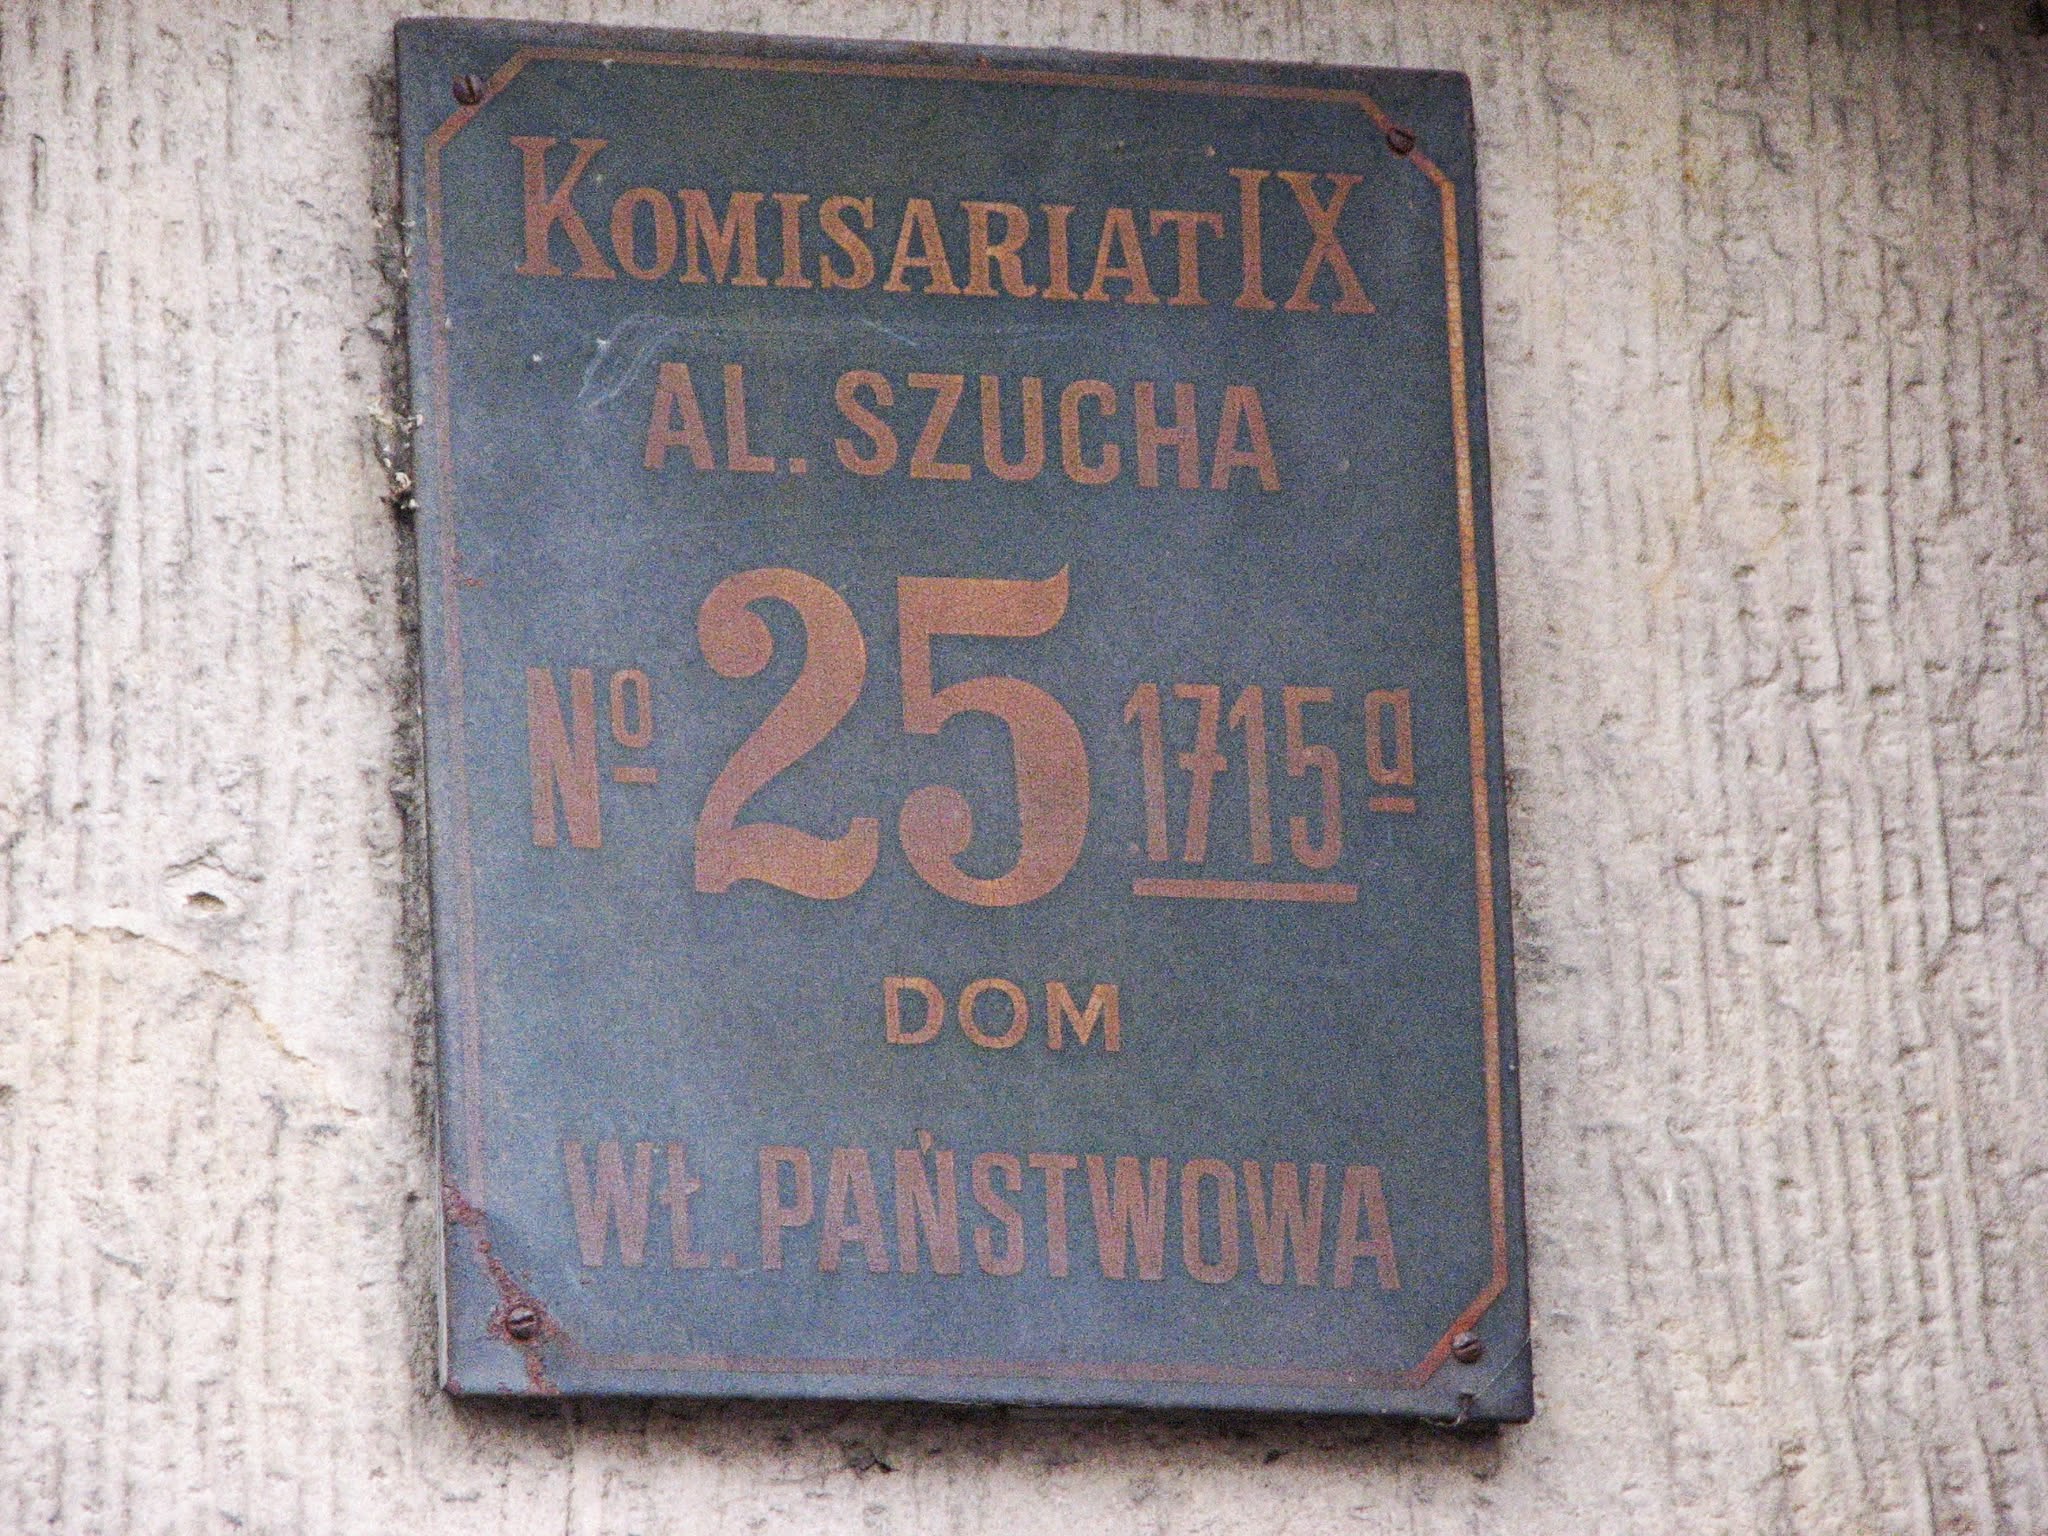 KOMISARIAT IX
AL. SZUCHA
Nº 25 1715ª
DOM
WŁ. PAŃSTWOWA